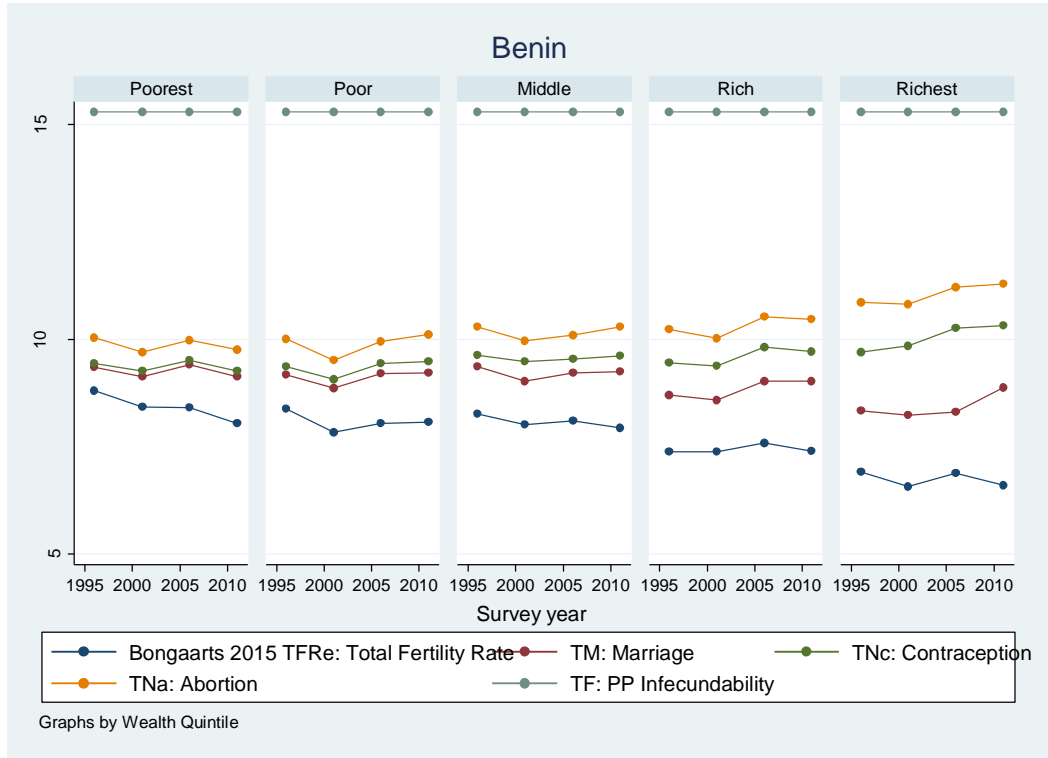 Benin
Poorest Poor Middle Rich Richest
15
10
5
1995 2000 2005 2010 1995 2000 2005 2010 1995 2000 2005 2010 1995 2000 2005 2010 1995 2000 2005 2010
Survey year
Bongaarts 2015 TFRe: Total Fertility Rate TM: Marriage TNc: Contraception
TNa: Abortion TF: PP Infecundability
Graphs by Wealth Quintile